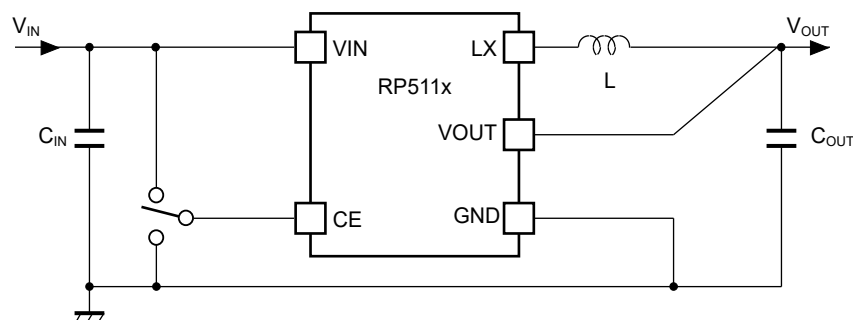 VIN
VOUT
VIN
LX
RP511x
L
CIN
VOUT
COUT
CE
GND